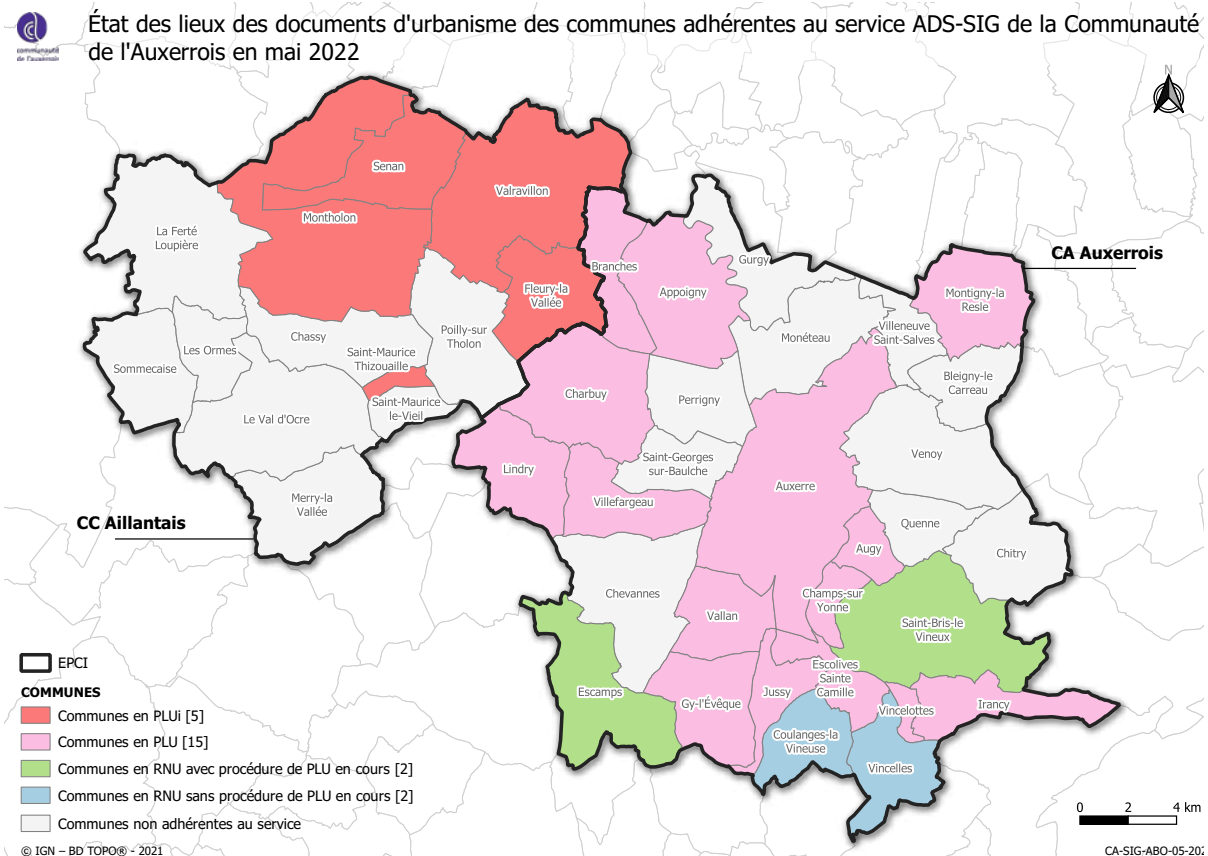 État des lieux des documents d'urbanisme des communes adhérentes au service ADS-SIG de la Communauté
de l'Auxerrois en mai 2022
communauté
de l'auxerrois
N
Senan
Valravillon
Montholon
La Ferté
Loupière
CA Auxerrois
Gurgy
Branches
Fleury-la
Vallée
Appoigny
Montigny-la
Resle
Chassy
Poilly-sur
Tholon
Monéteau
Villeneuve
Saint-Salves
Les Ormes
Saint-Maurice
Thizouaille
Sommecaise
Bleigny-le
Carreau
Charbuy
Perrigny
Saint-Maurice
le-Vieil
Le Val d'Ocre
Venoy
Saint-Georges
sur-Baulche
Lindry
Auxerre
Villefargeau
Merry-la
Vallée
CC Aillantais
Quenne
Augy
Chitry
Chevannes
Champs-sur
Yonne
Vallan
Saint-Bris-le
Vineux
Escolives
Sainte
Camille
Escamps
Jussy
Gy-l'Évêque
Irancy
Vincelottes
Coulanges-la
Vineuse
Vincelles
EPCI
COMMUNES
Communes en PLUi [5]
Communes en PLU [15]
Communes en RNU avec procédure de PLU en cours [2]
Communes en RNU sans procédure de PLU en cours [2]
Communes non adhérentes au service
0 2 4 km
© IGN – BD TOPO® - 2021
CA-SIG-ABO-05-202